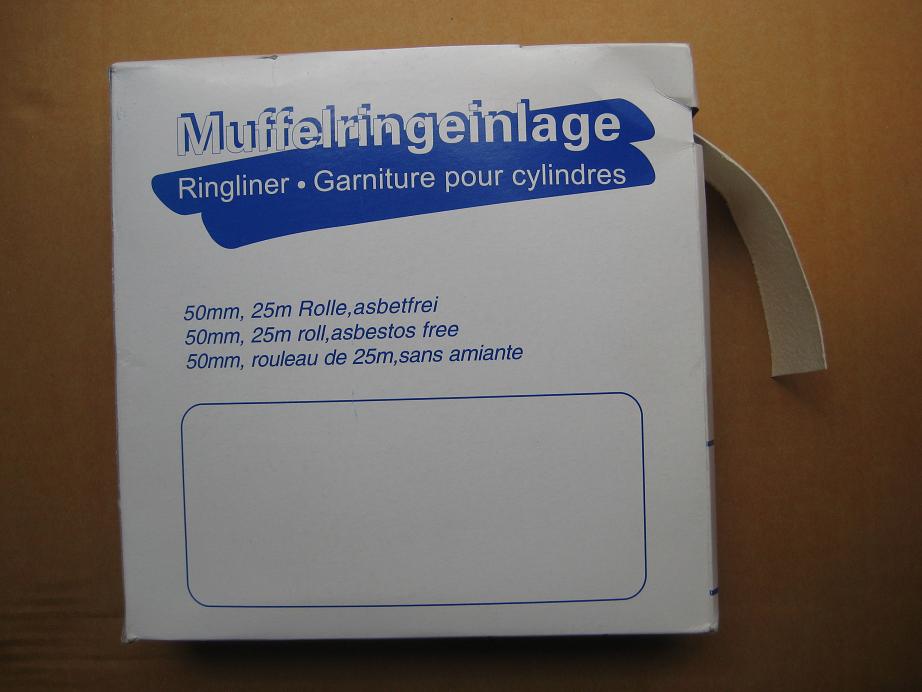 Muffelringeinlage
Ringliner • Garniture pour cylindres
50mm, 25m Rolle,asbetfrei
50mm, 25m roll,asbestos free
50mm, rouleau de 25m,sans amiante